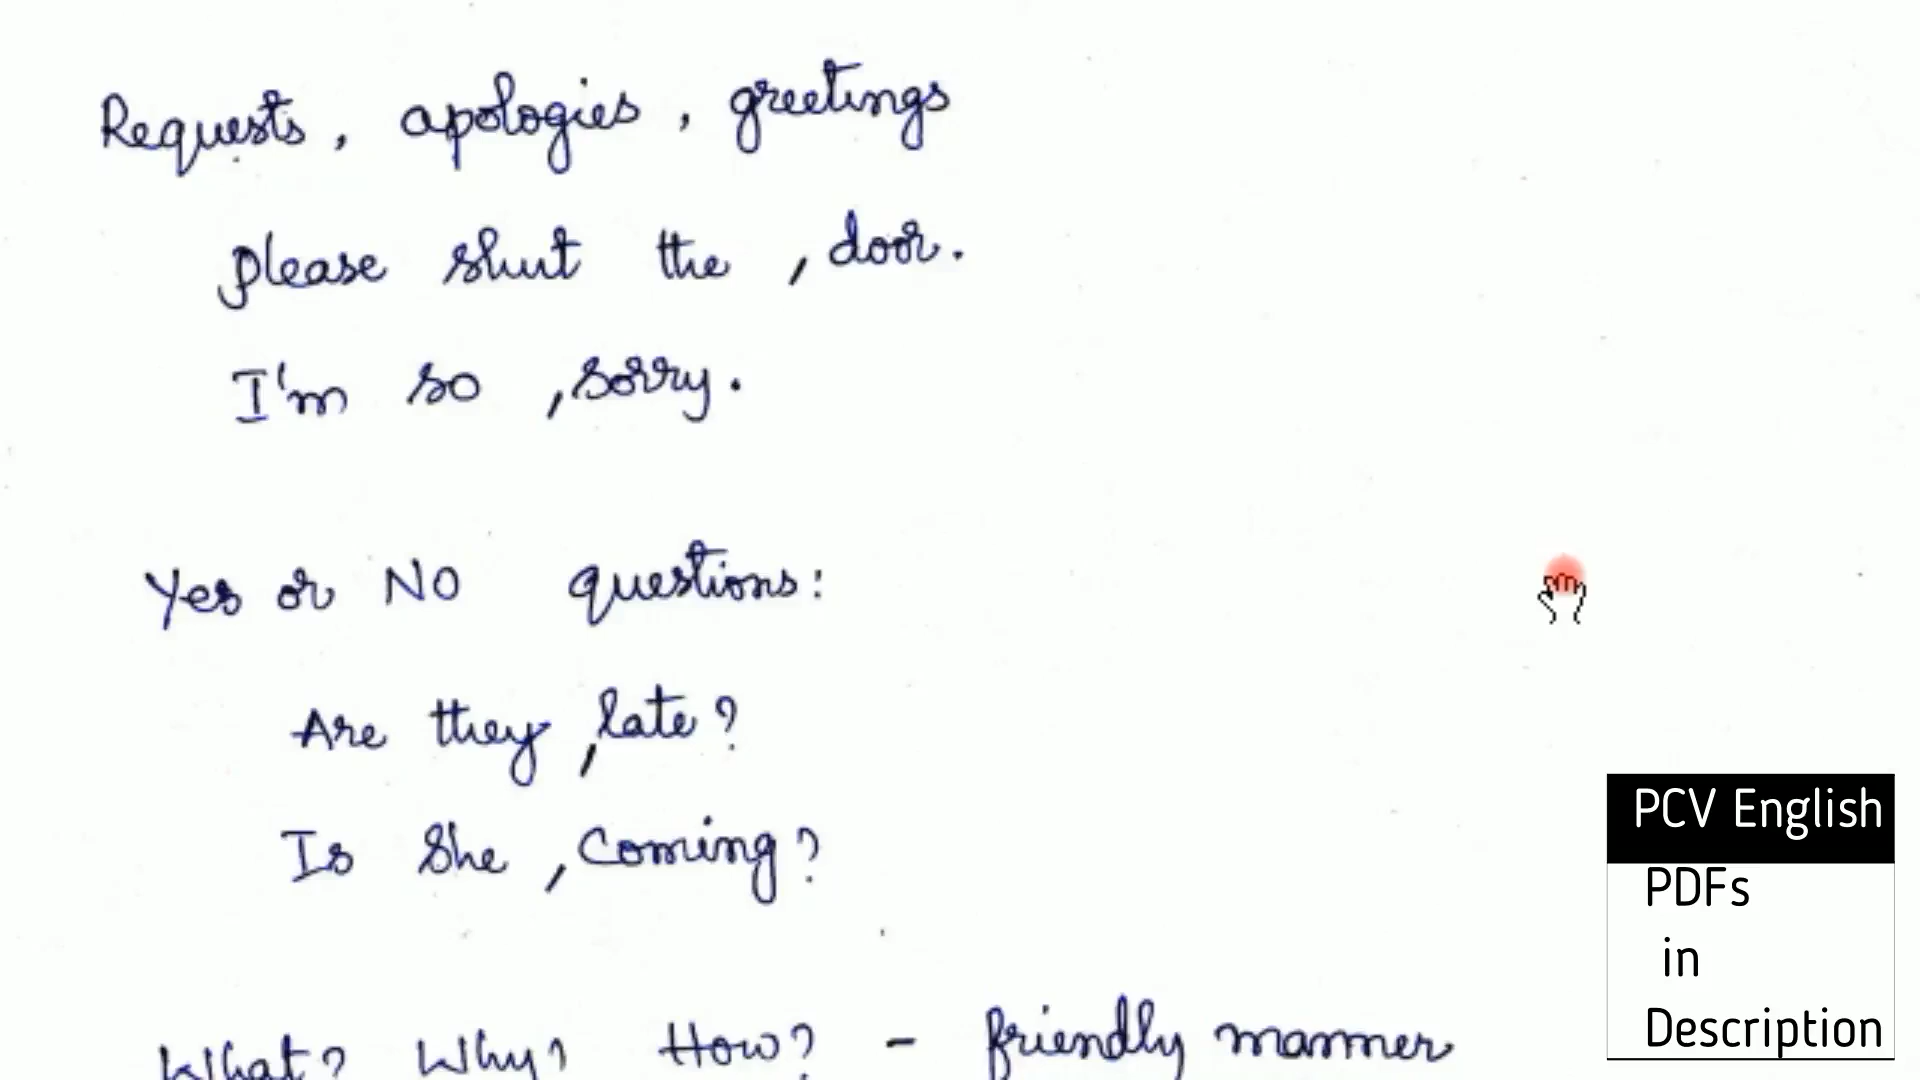 Requests, apologies, greetings
please shut the ,door.
I'm so ,sorry.
Yes or No questions:
Are they ,late?
Is She ,Coming?
What? Why? How? - friendly manner
PCV English
PDFs
in
Description